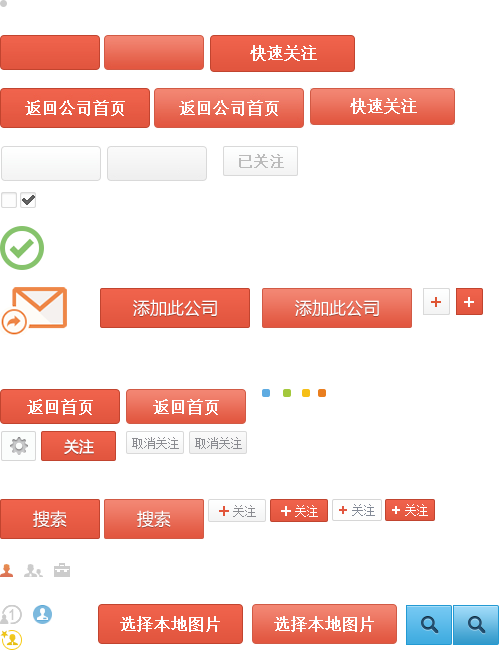 快速关注
返回公司首页 返回公司首页 快速关注
已关注
添加此公司 添加此公司 + +
返回首页 返回首页
关注 取消关注 取消关注
搜索 搜索 +关注 +关注 +关注 +关注
1
选择本地图片 选择本地图片